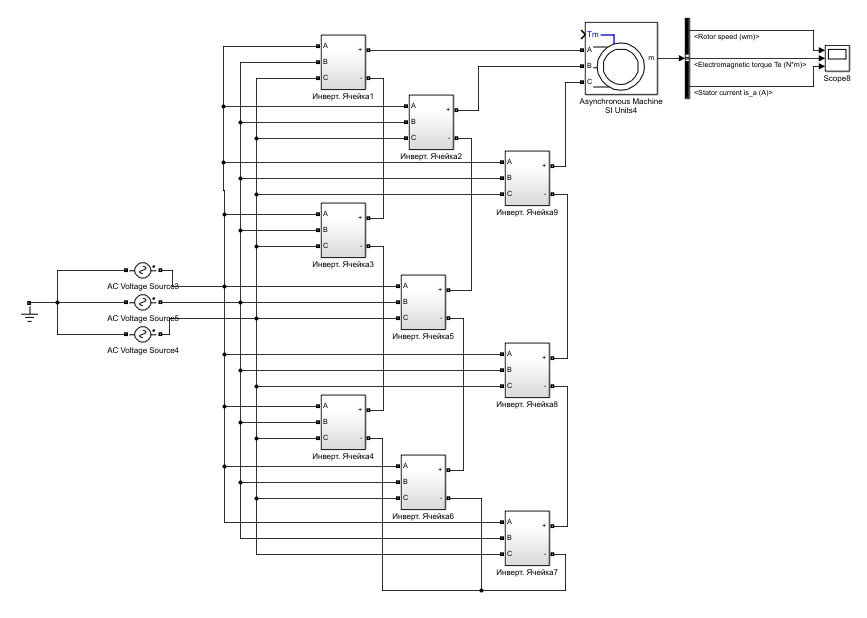 Tm
A
B
C
m
Asynchronous Machine
SI Units4
<Rotor speed (wm)>
<Electromagnetic torque Te (N*m)>
<Stator current is_a (A)>
Scope8
A
B
C
+
-
Инверт. Ячейка1
A
B
C
+
-
Инверт. Ячейка2
A
B
C
+
-
Инверт. Ячейка9
A
B
C
+
-
Инверт. Ячейка3
AC Voltage Source3
AC Voltage Source5
AC Voltage Source4
A
B
C
+
-
Инверт. Ячейка5
A
B
C
+
-
Инверт. Ячейка8
A
B
C
+
-
Инверт. Ячейка4
A
B
C
+
-
Инверт. Ячейка6
A
B
C
+
-
Инверт. Ячейка7